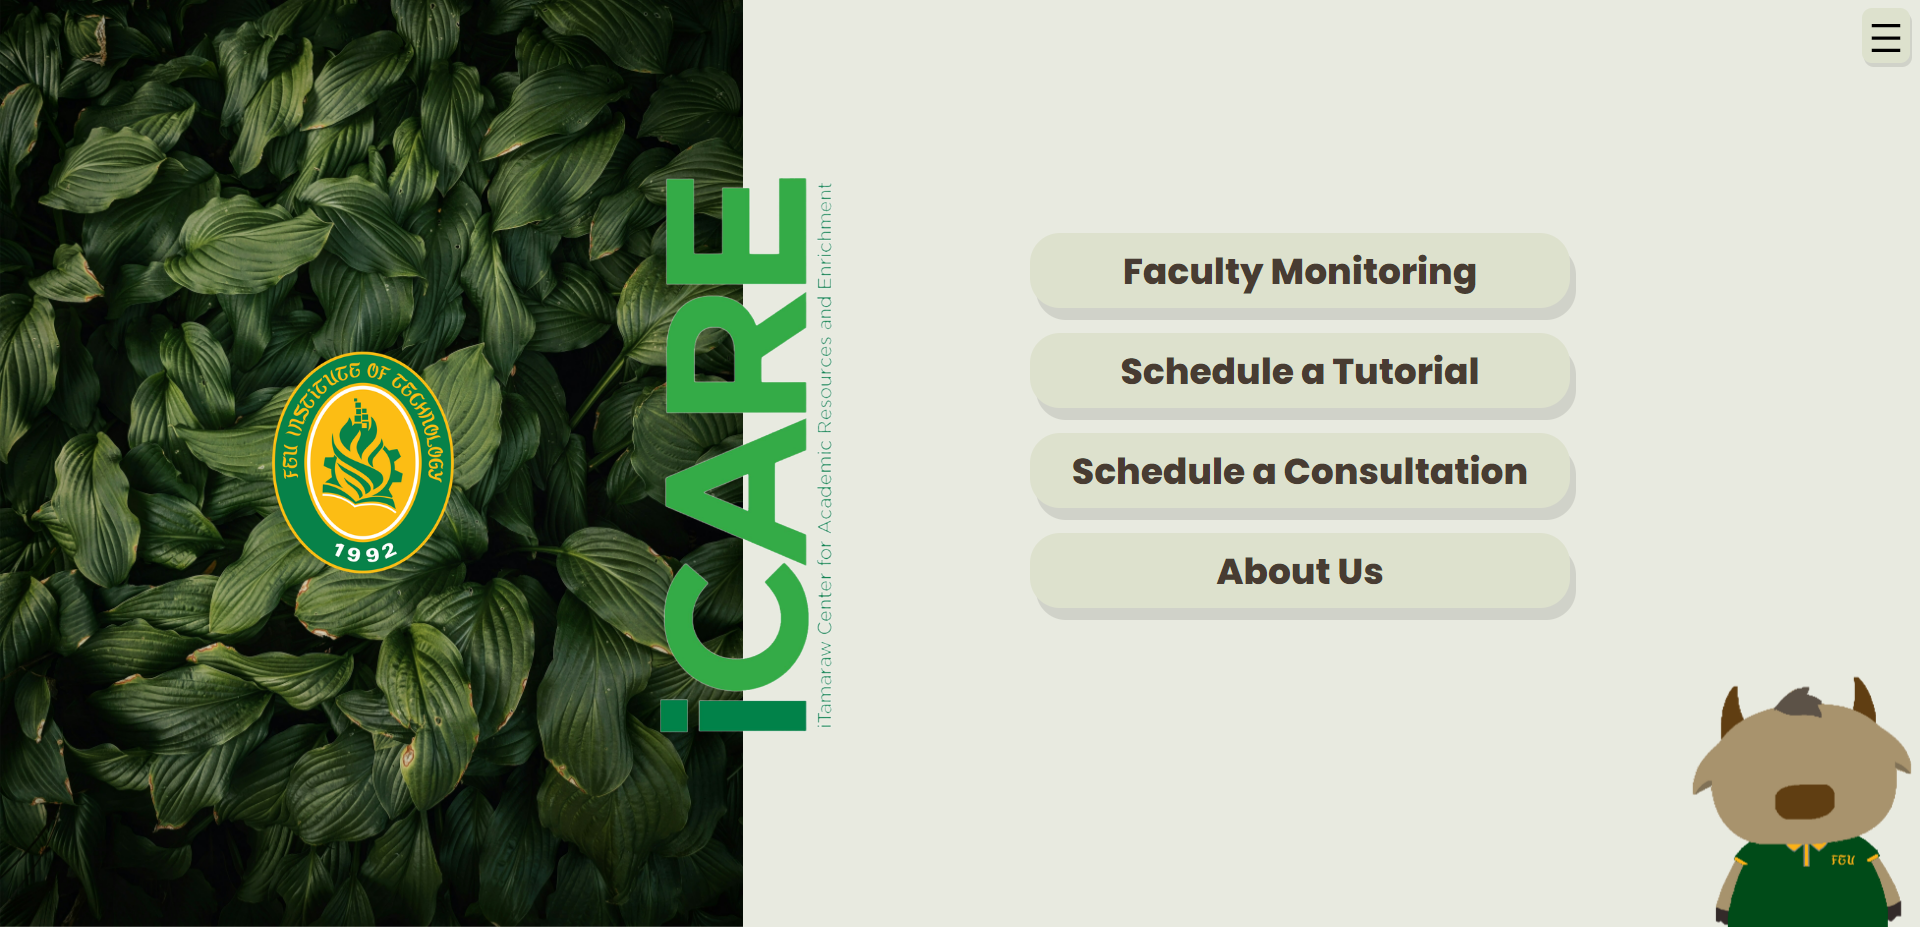 FEU INSTITUTE OF TECHNOLOGY
1992
iCARE
iTamaraw Center for Academic Resources and Enrichment
Faculty Monitoring
Schedule a Tutorial
Schedule a Consultation
About Us
FEU